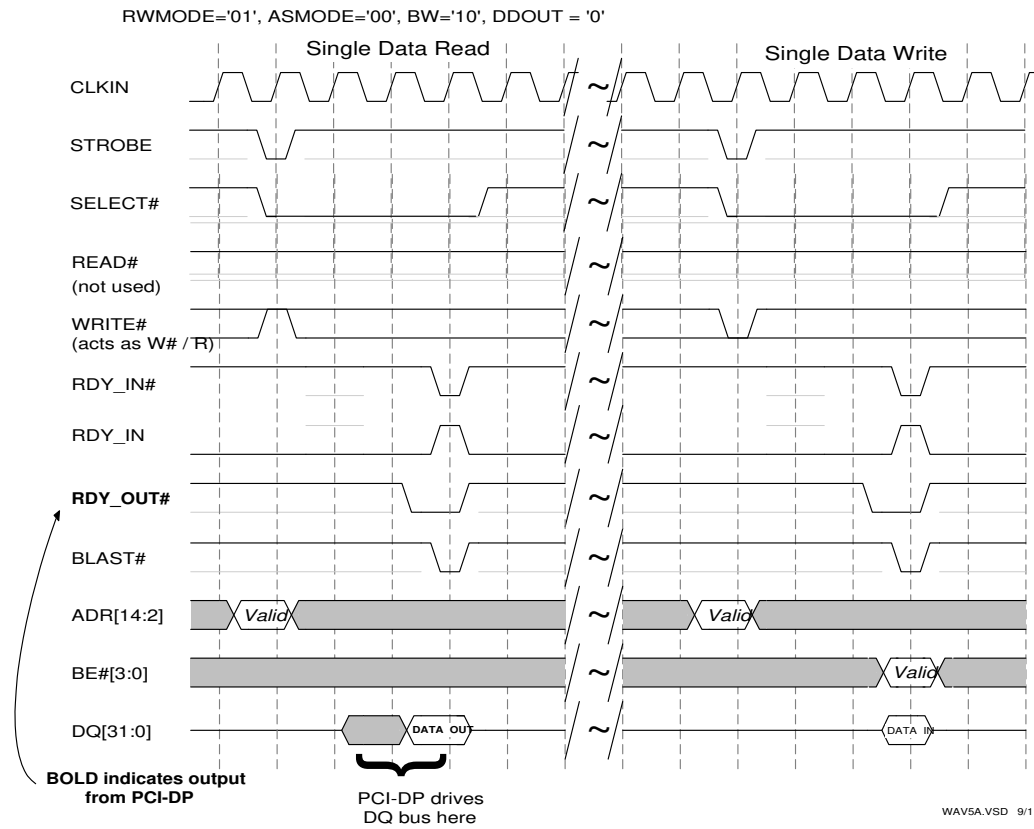 RWMODE='01', ASMODE='00', BW='10', DDOUT = '0'
Single Data Read
Single Data Write
CLKIN
~
STROBE
~
SELECT#
~
READ#
(not used)
~
WRITE#
(acts as W# / R)
~
RDY_IN#
~
RDY_IN
~
RDY_OUT#
~
BLAST#
~
ADR[14:2]
Valid
~
Valid
BE#[3:0]
~
Valid
DQ[31:0]
DATA OUT
~
DATA IN
BOLD indicates output
from PCI-DP
PCI-DP drives
DQ bus here
WAV5A.VSD 9/1